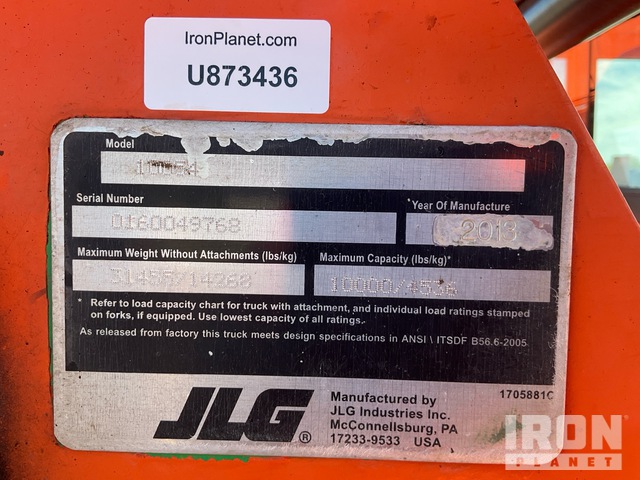 IronPlanet.com
U873436
Model
10054
Serial Number
*Year Of Manufacture
0160049768
2013
Maximum Weight Without Attachments (lbs/kg)
Maximum Capacity (lbs/kg)*
31455/14268
10000/4536
* Refer to load capacity chart for truck with attachment, and individual load ratings stamped
on forks, if equipped. Use lowest capacity of all ratings.
As released from factory this truck meets design specifications in ANSI \ ITSDF B56.6-2005
JLG®
Manufactured by
JLG Industries Inc.
McConnellsburg, PA
17233-9533 USA
1705881C
IRON
PLANET